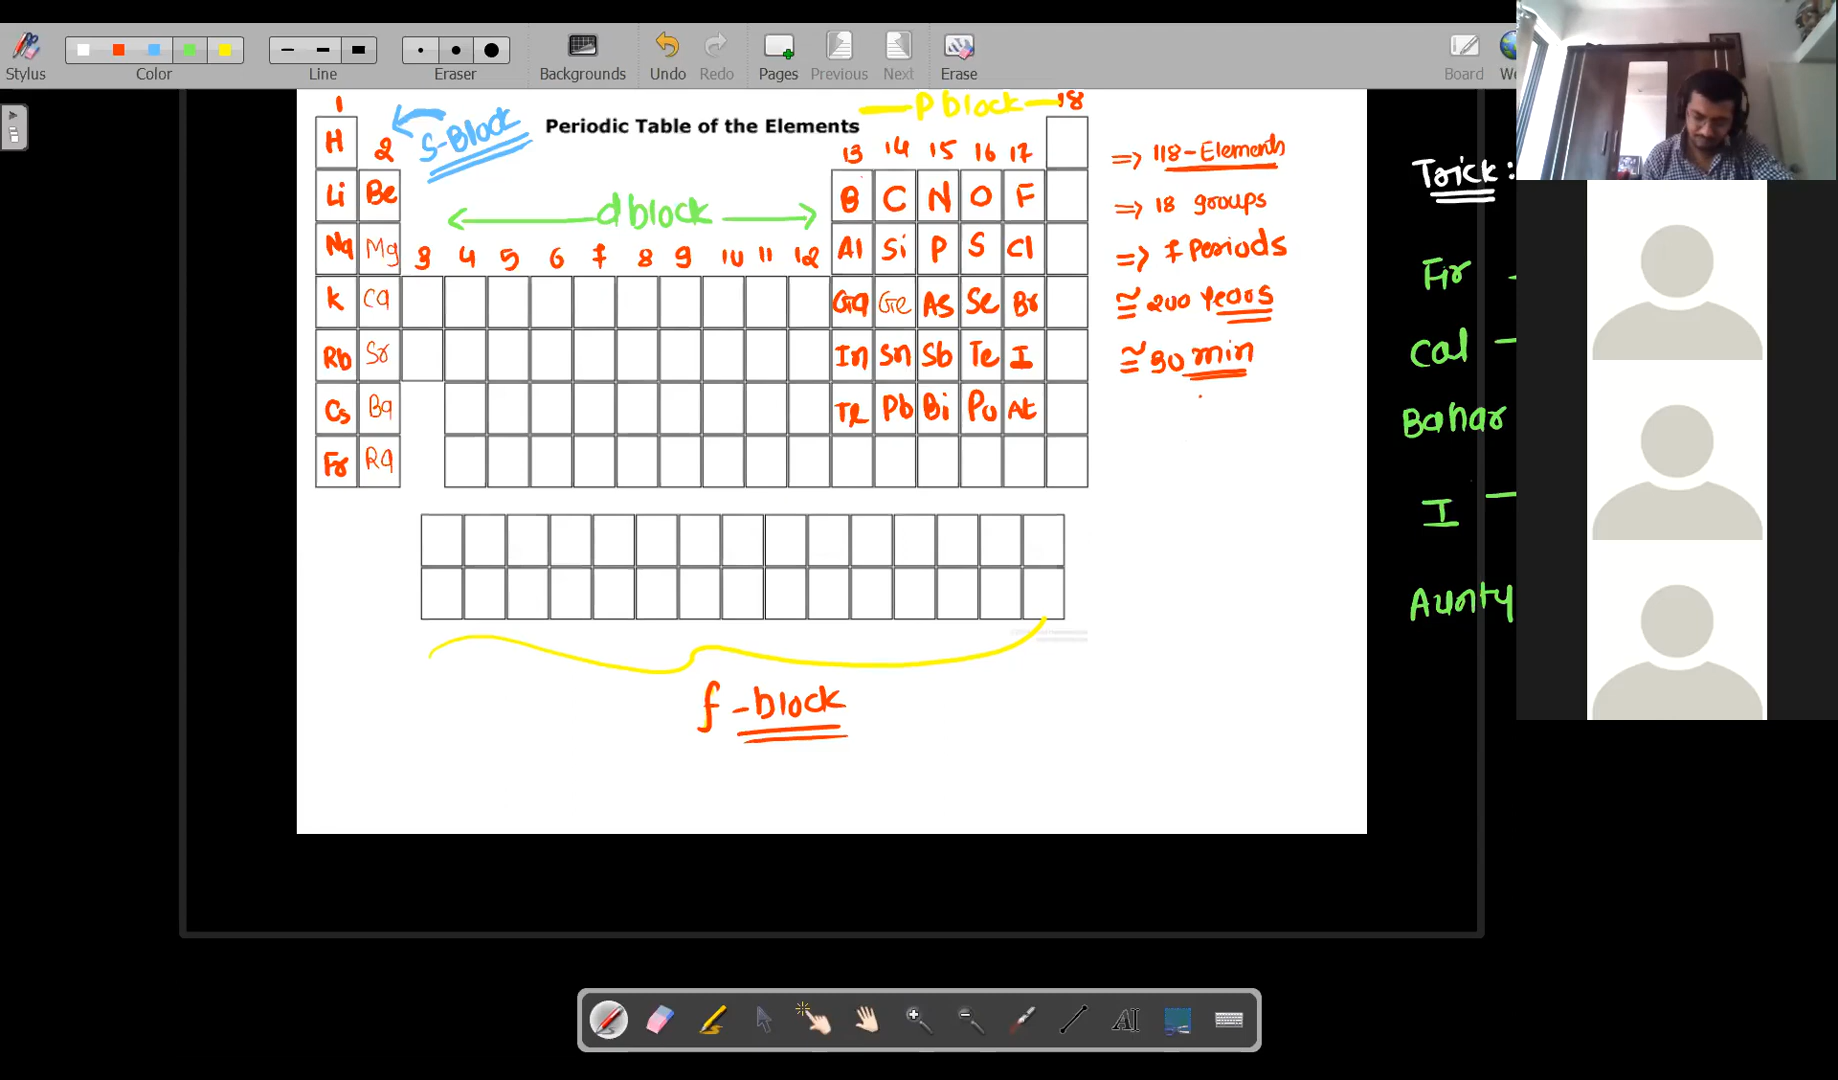 Stylus Color Line Eraser Backgrounds Undo Redo Pages Previous Next Erase Board We
1 18
H 2 S-Block Periodic Table of the Elements P block
13 14 15 16 17
Li Be B C N O F
d block
Na Mg 3 4 5 6 7 8 9 10 11 12 Al Si P S Cl
K Ca Ga Ge As Se Br
Rb Sr In Sn Sb Te I
Cs Ba Tl Pb Bi Po At
Fr Ra
f-block
=> 118-Elements
=> 18 groups
=> 7 Periods
≅ 200 Years
≅ 30 min
Trick:
Fir -
Cal -
Bahar
I -
Aunty
AI